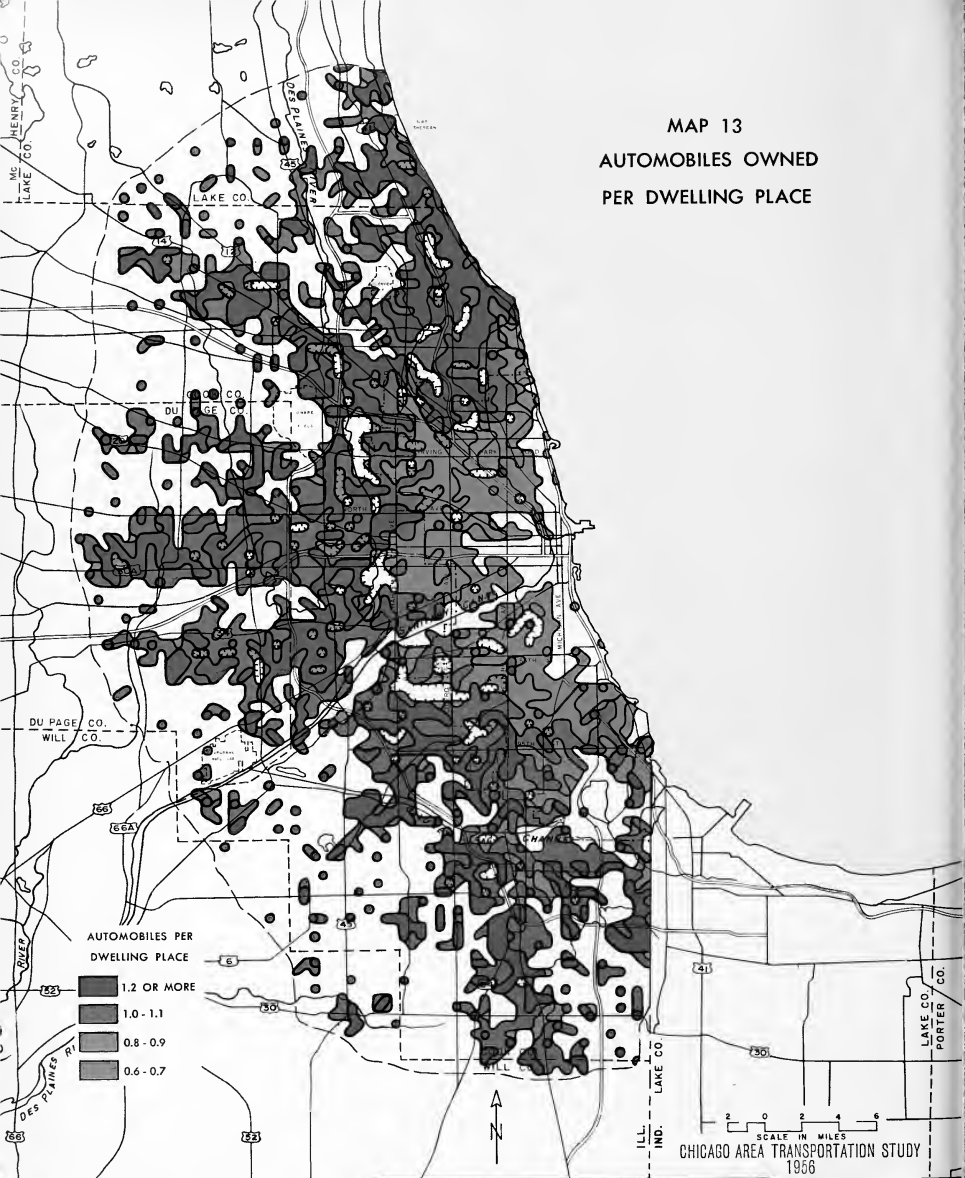 MAP 13
AUTOMOBILES OWNED
PER DWELLING PLACE
Mc HENRY CO.
LAKE CO.
DES PLAINES
RIVER
45
LAKE CO.
14
12
DU PAGE CO.
IRVING PARK
NORTH AVE
MICH AVE
DU PAGE CO.
WILL CO.
66
66A
45
6
52
30
RIVER
DES PLAINES
66
52
41
30
WILL CO.
LAKE CO.
LAKE CO.
PORTER CO.
ILL.
IND.
AUTOMOBILES PER
DWELLING PLACE
1.2 OR MORE
1.0 - 1.1
0.8 - 0.9
0.6 - 0.7
N
2 0 2 4 6
SCALE IN MILES
CHICAGO AREA TRANSPORTATION STUDY
1956